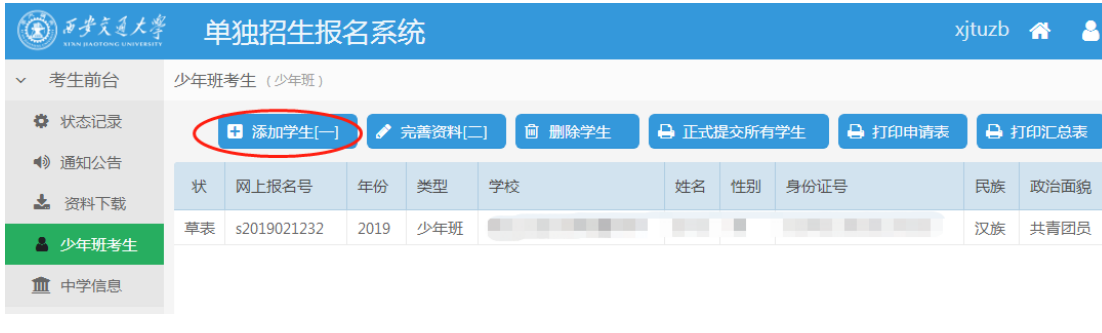 西安交通大学
XI'AN JIAOTONG UNIVERSITY
单独招生报名系统
xjtuzb
考生前台
少年班考生 (少年班)
状态记录
添加学生[一]
完善资料[二]
删除学生
正式提交所有学生
打印申请表
打印汇总表
通知公告
状 网上报名号 年份 类型 学校 姓名 性别 身份证号 民族 政治面貌
资料下载
草表 s2019021232 2019 少年班 汉族 共青团员
少年班考生
中学信息